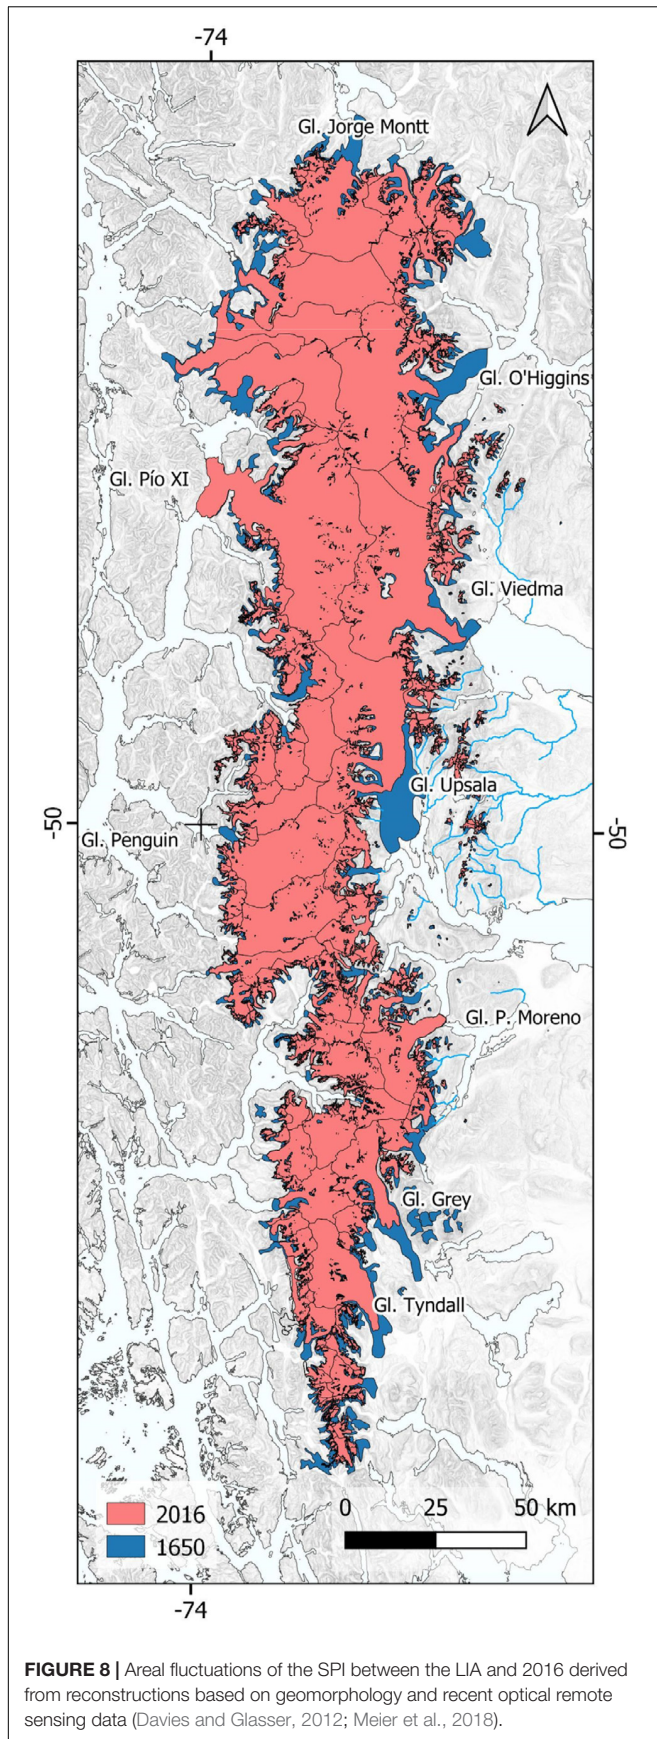 -74
Gl. Jorge Montt
Gl. O'Higgins
Gl. Pío XI
Gl. Viedma
Gl. Upsala
-50
-50
Gl. Penguin
Gl. P. Moreno
Gl. Grey
Gl. Tyndall
2016
1650
0 25 50 km
-74
FIGURE 8 | Areal fluctuations of the SPI between the LIA and 2016 derived
from reconstructions based on geomorphology and recent optical remote
sensing data (Davies and Glasser, 2012; Meier et al., 2018).